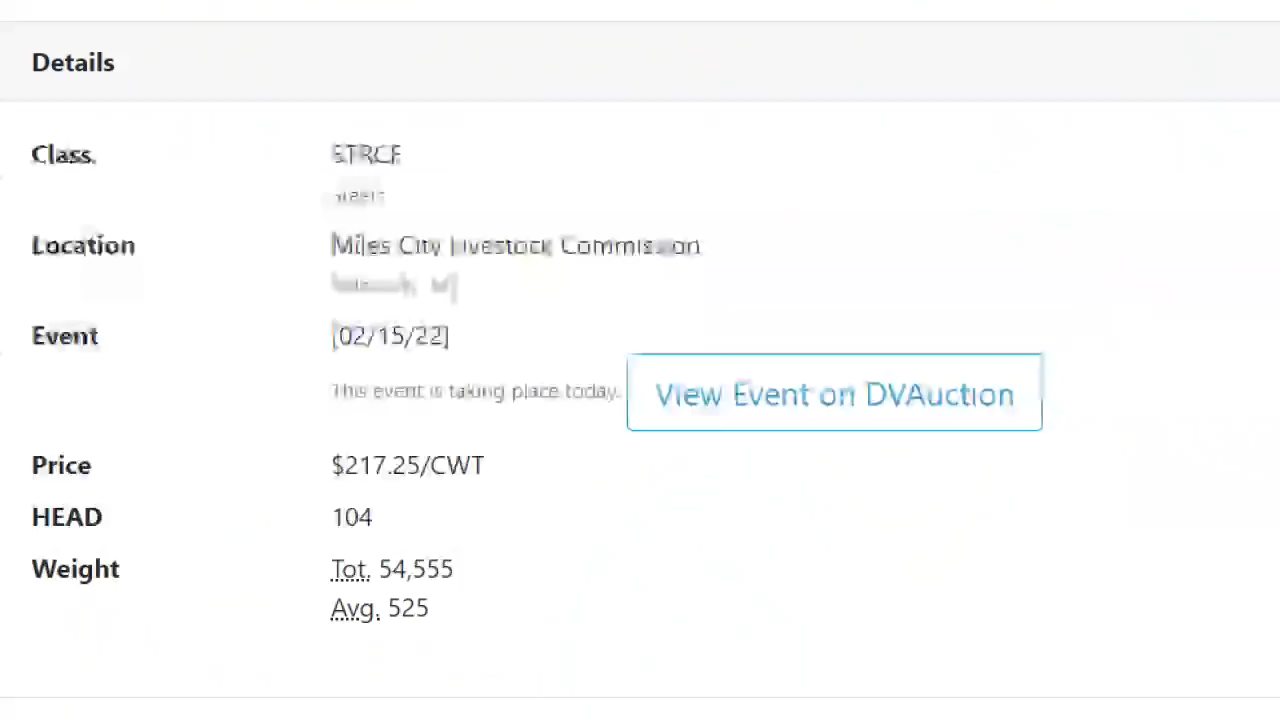 Details
Class
Location Miles City Livestock Commission
Event [02/15/22]
This event is taking place today. View Event on DVAuction
Price $217.25/CWT
HEAD 104
Weight Tot. 54,555
Avg. 525